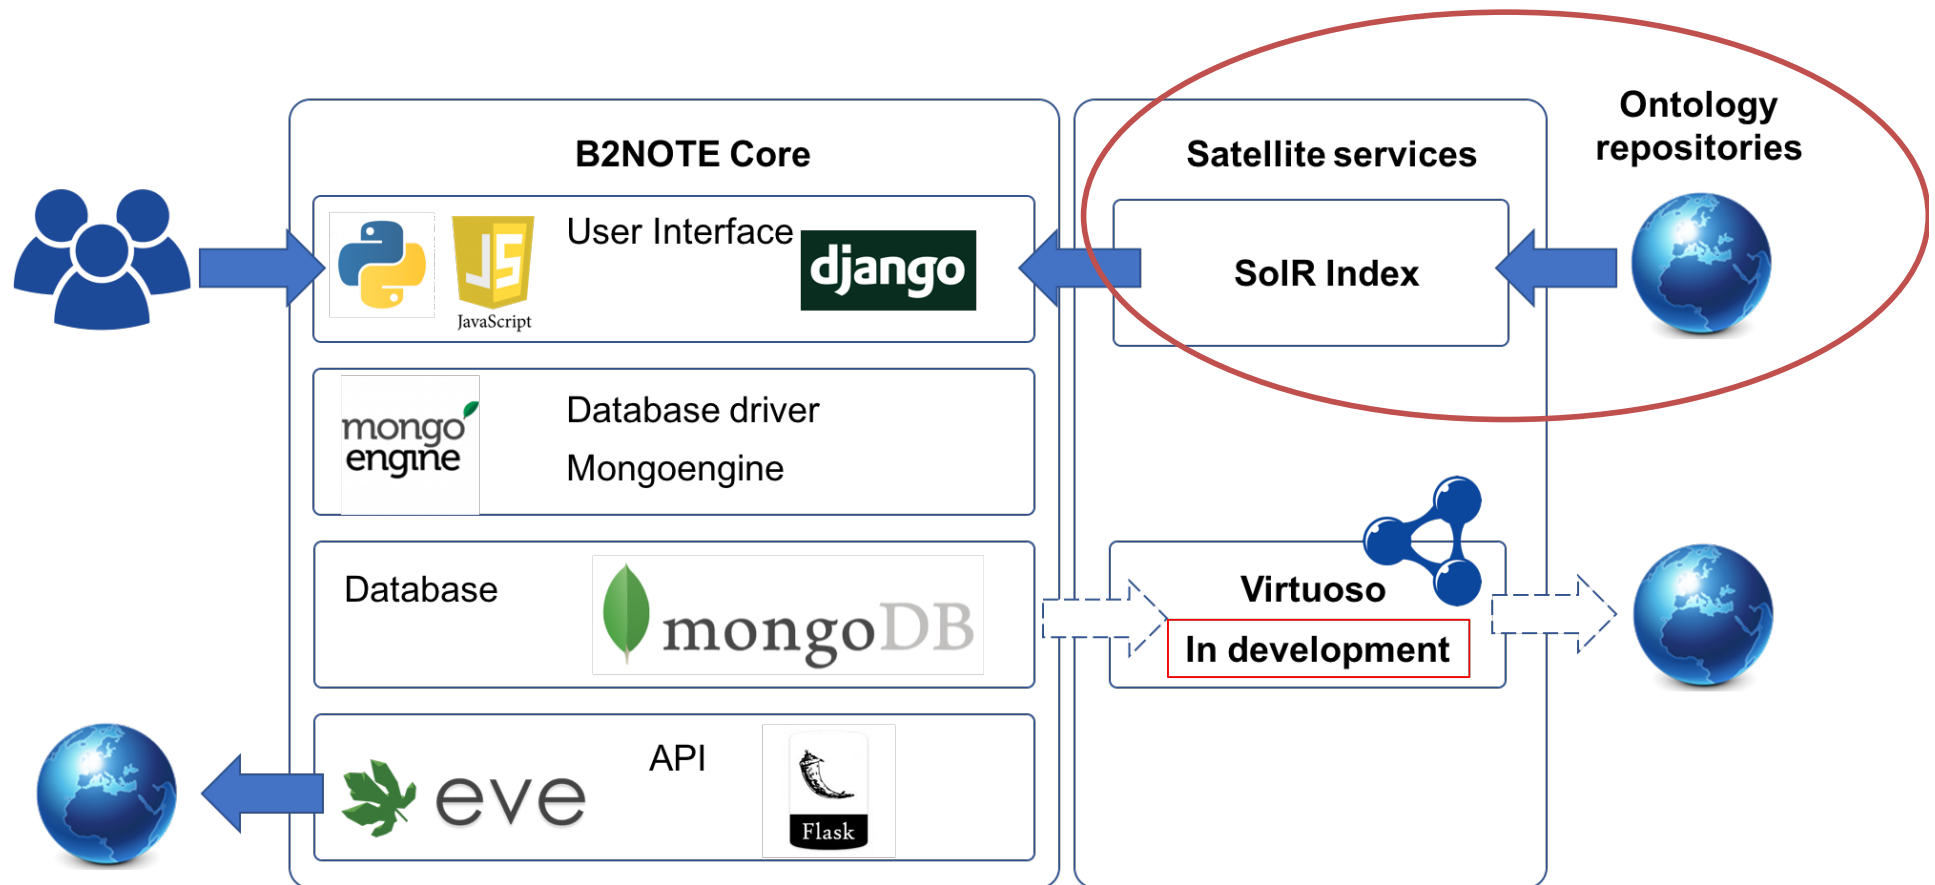 B2NOTE Core
Satellite services
Ontology
repositories
User Interface
JS
JavaScript
django
SolR Index
mongo
engine
Database driver
Mongoengine
Database
mongoDB
Virtuoso
In development
API
eve
Flask